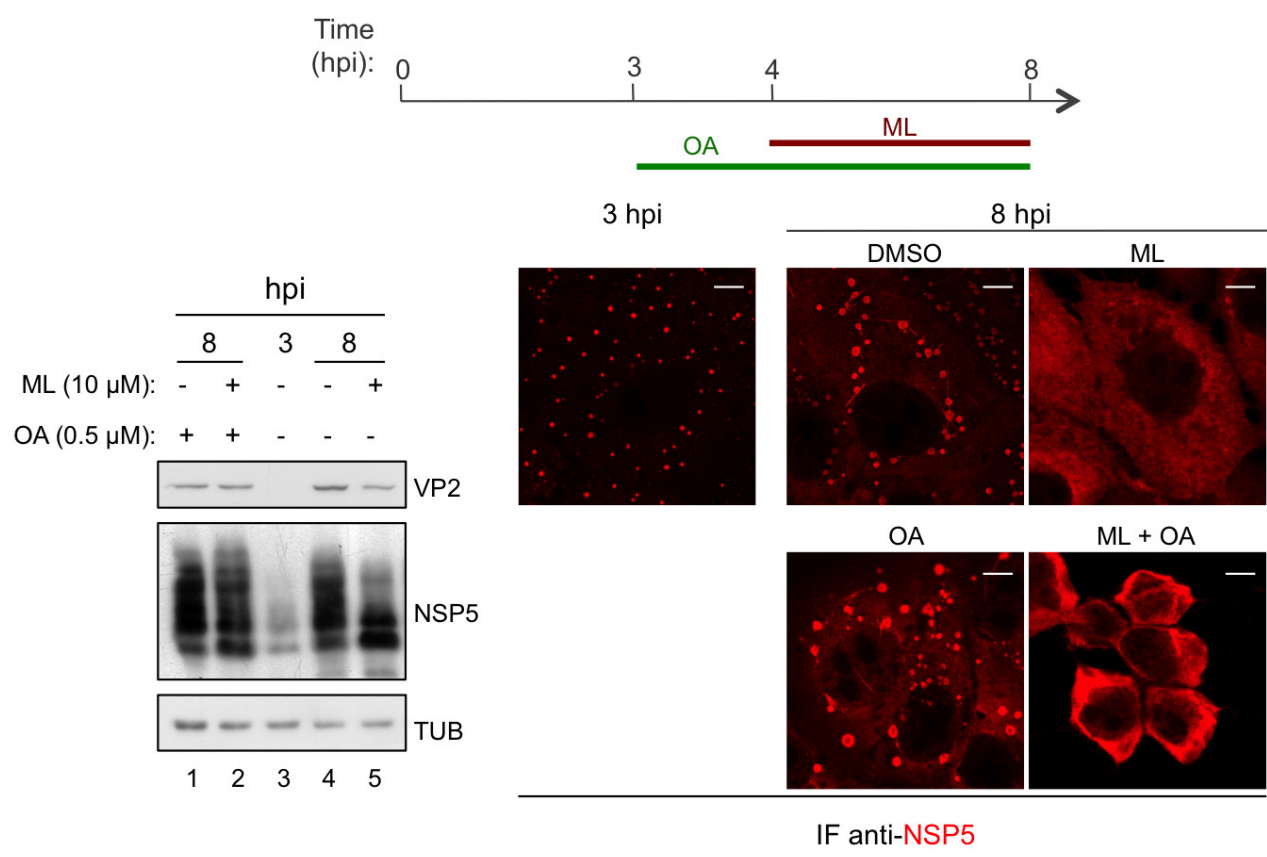 Time
(hpi):
0
3
4
8
ML
OA
3 hpi
8 hpi
DMSO
ML
OA
ML + OA
IF anti-NSP5
hpi
8 3 8
ML (10 µM): - + - - +
OA (0.5 µM): + + - - -
VP2
NSP5
TUB
1 2 3 4 5